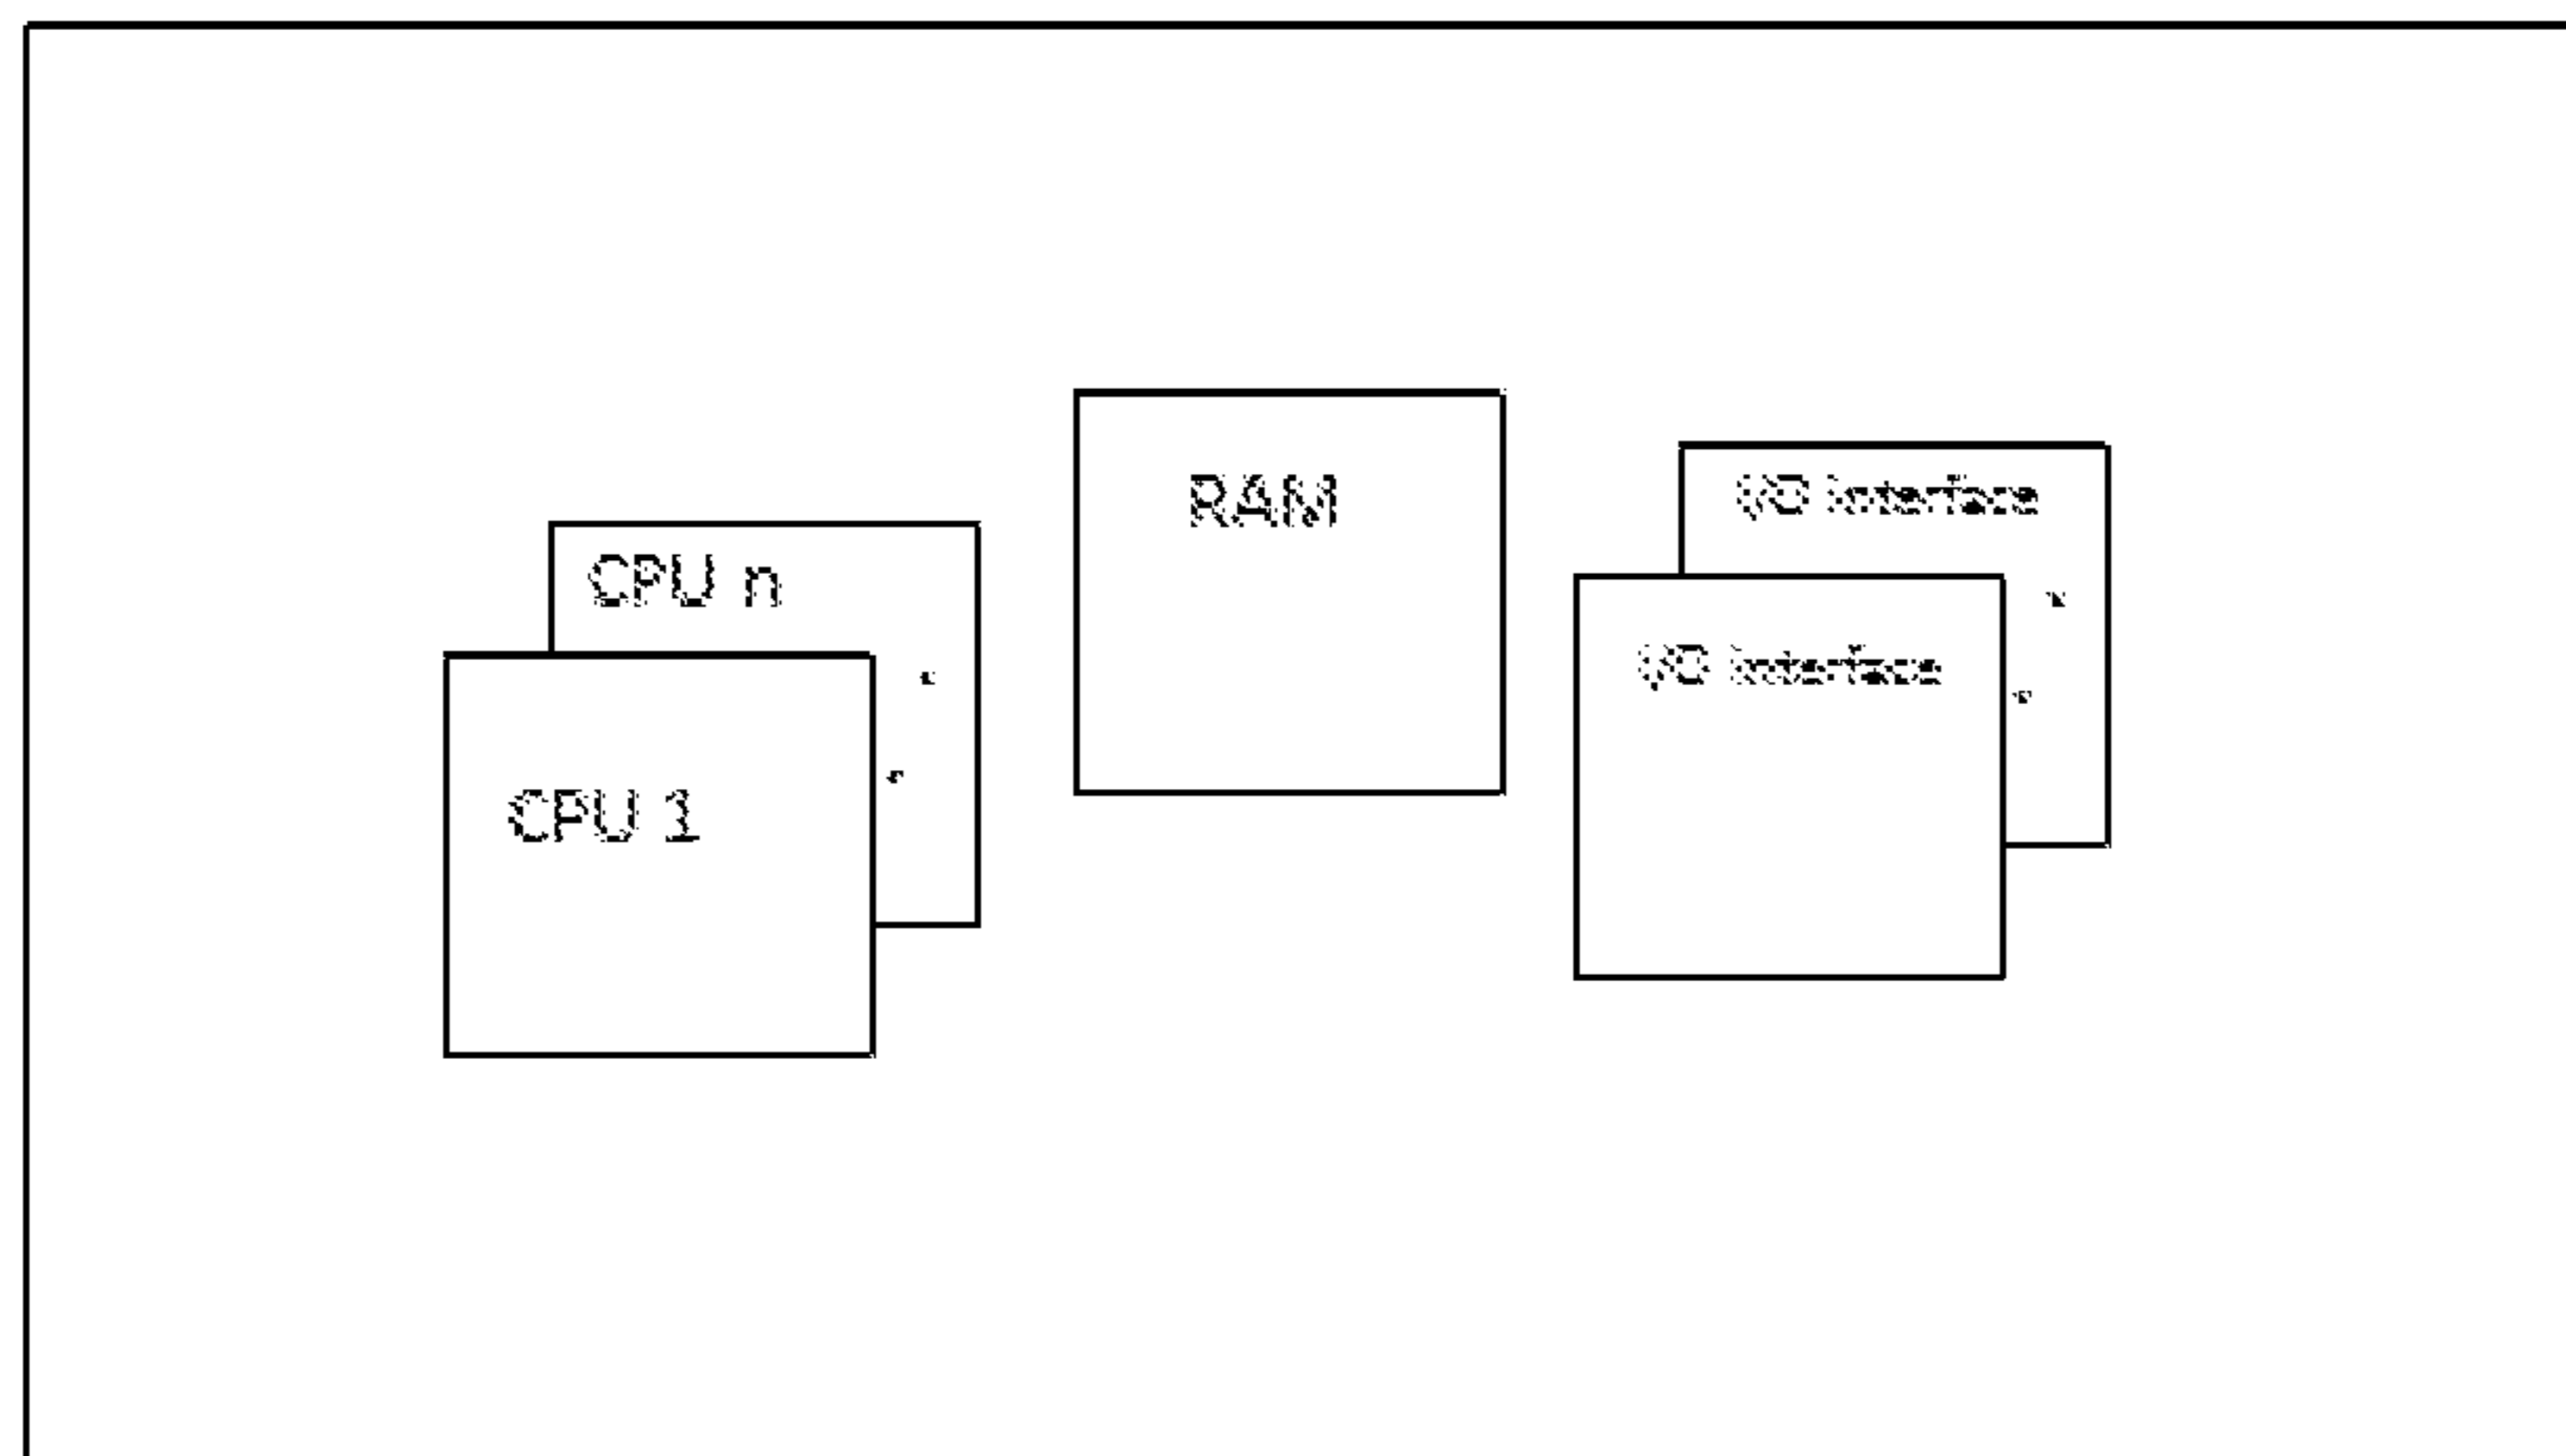 RAM
I/O Interface
CPU n
I/O Interface
CPU 1